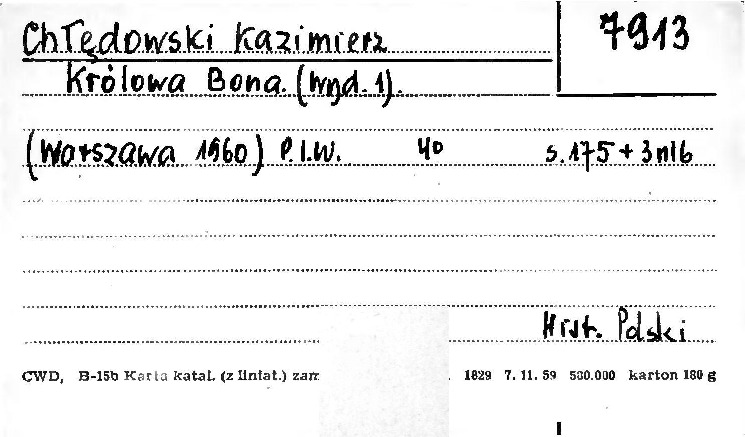 Chłędowski Kazimierz
7913
Królowa Bona. (Wyd. 1).
(Warszawa 1960) P.I.W. 4o s. 175 + 3 nlb
Hist. Polski
CWD, B-15b Karta katal. (z liniat.) zam 1829 7. 11. 59 500.000 karton 180 g